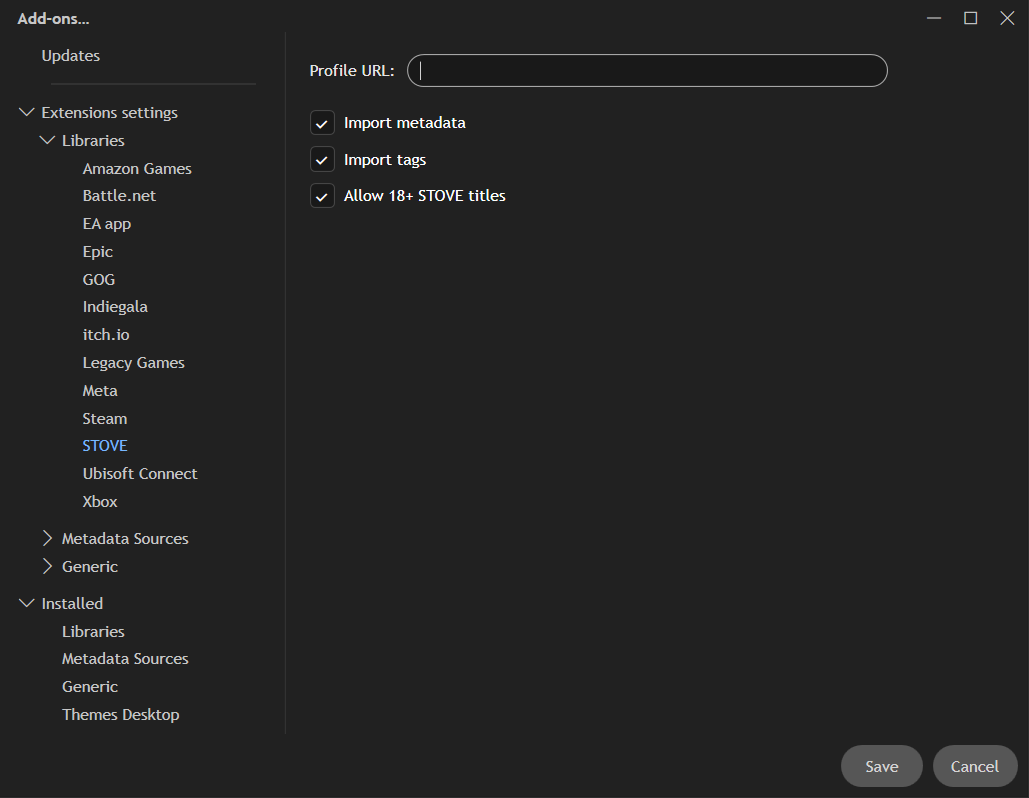 Add-ons...
Updates
Extensions settings
Libraries
Amazon Games
Battle.net
EA app
Epic
GOG
Indiegala
itch.io
Legacy Games
Meta
Steam
STOVE
Ubisoft Connect
Xbox
Metadata Sources
Generic
Installed
Libraries
Metadata Sources
Generic
Themes Desktop
Profile URL:
Import metadata
Import tags
Allow 18+ STOVE titles
Save
Cancel